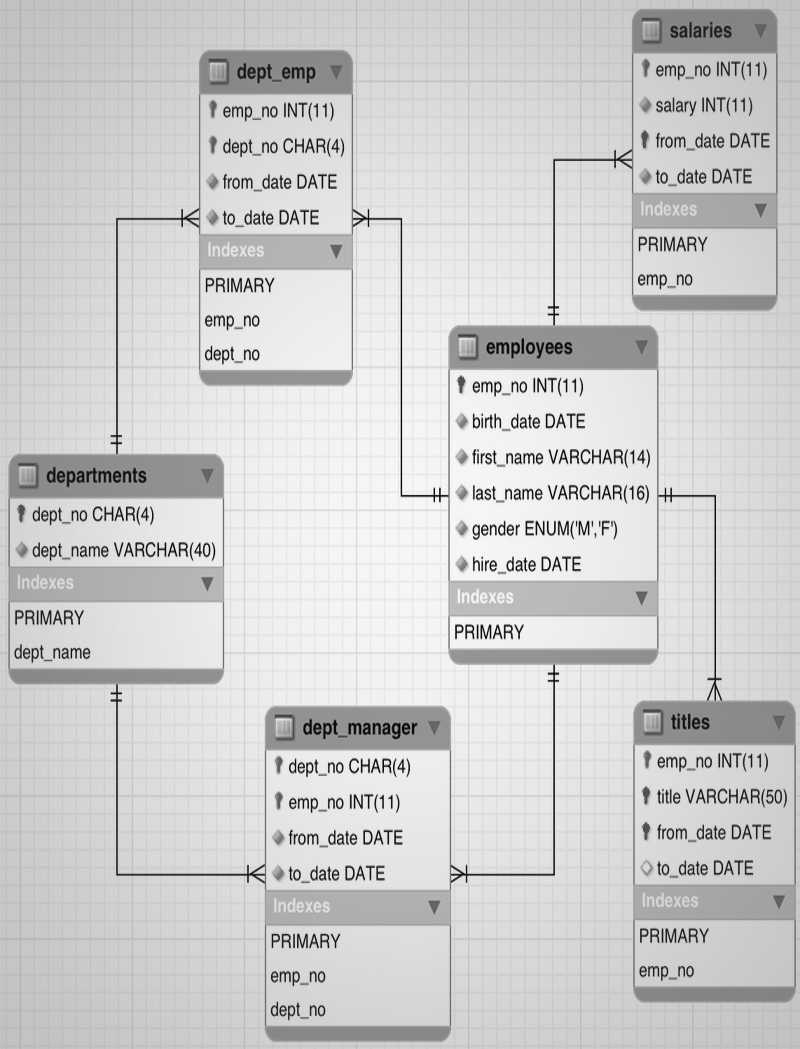 dept_emp
emp_no INT(11)
dept_no CHAR(4)
from_date DATE
to_date DATE
Indexes
PRIMARY
emp_no
dept_no
salaries
emp_no INT(11)
salary INT(11)
from_date DATE
to_date DATE
Indexes
PRIMARY
emp_no
employees
emp_no INT(11)
birth_date DATE
first_name VARCHAR(14)
last_name VARCHAR(16)
gender ENUM('M','F')
hire_date DATE
Indexes
PRIMARY
departments
dept_no CHAR(4)
dept_name VARCHAR(40)
Indexes
PRIMARY
dept_name
dept_manager
dept_no CHAR(4)
emp_no INT(11)
from_date DATE
to_date DATE
Indexes
PRIMARY
emp_no
dept_no
titles
emp_no INT(11)
title VARCHAR(50)
from_date DATE
to_date DATE
Indexes
PRIMARY
emp_no